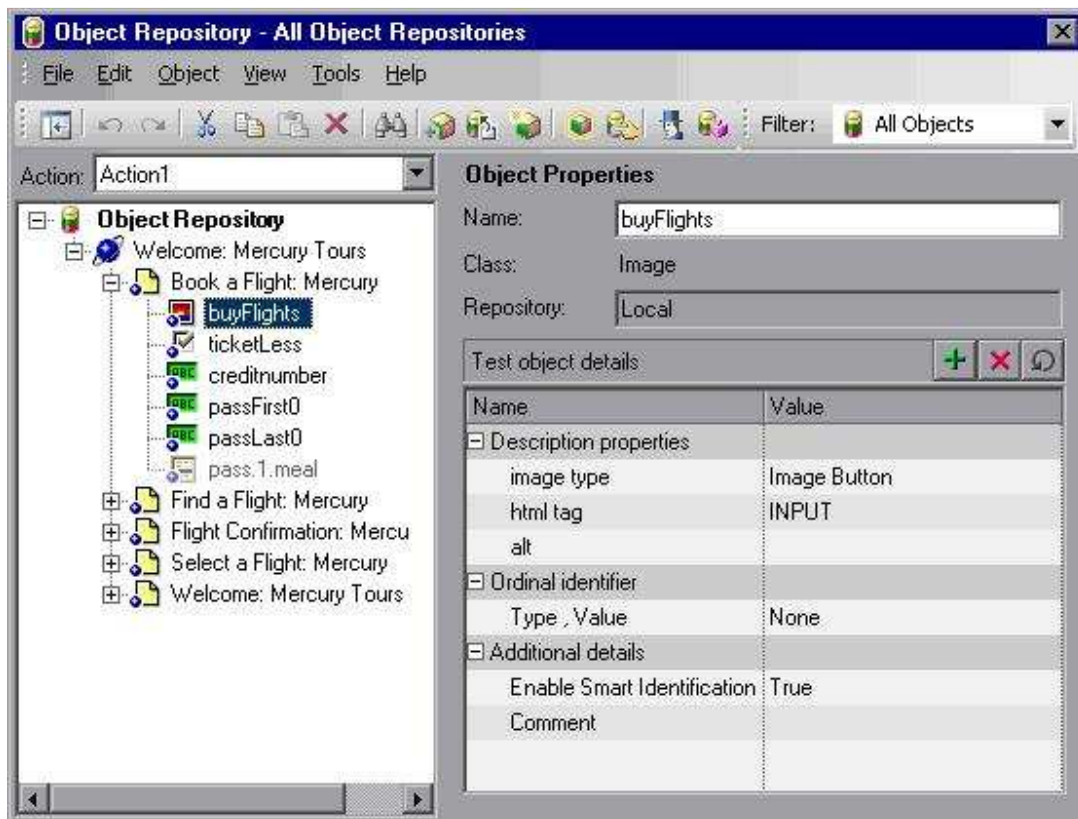 Object Repository - All Object Repositories
File Edit Object View Tools Help
Filter: All Objects
Action: Action1
Object Repository
Welcome: Mercury Tours
Book a Flight: Mercury
buyFlights
ticketLess
creditnumber
passFirst0
passLast0
pass.1.meal
Find a Flight: Mercury
Flight Confirmation: Mercu
Select a Flight: Mercury
Welcome: Mercury Tours
Object Properties
Name: buyFlights
Class: Image
Repository: Local
Test object details
Name Value
Description properties
image type Image Button
html tag INPUT
alt
Ordinal identifier
Type , Value None
Additional details
Enable Smart Identification True
Comment